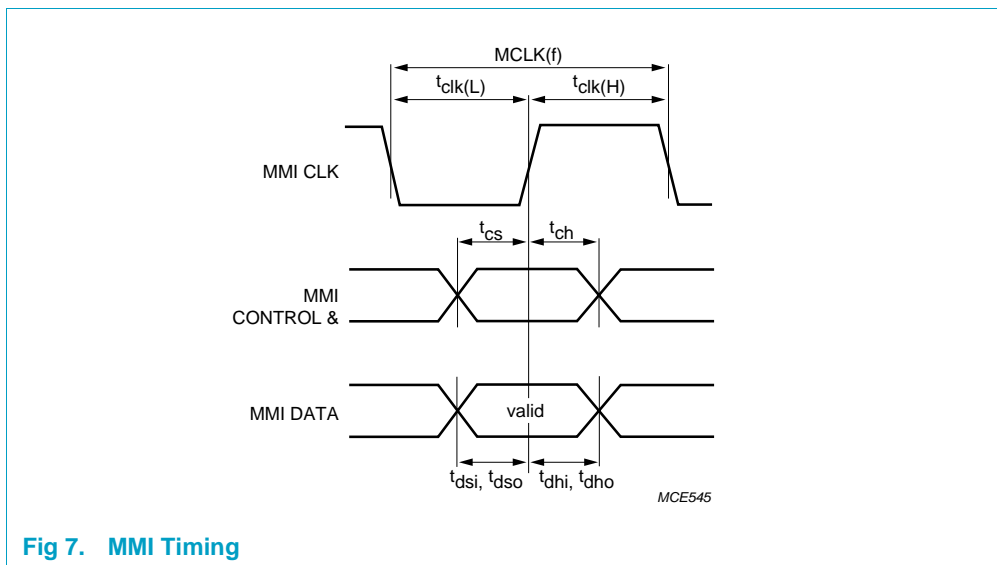 MCLK(f)
tclk(L) tclk(H)
MMI CLK
tcs tch
MMI
CONTROL &
MMI DATA
valid
tdsi, tdso tdhi, tdho
MCE545
Fig 7. MMI Timing